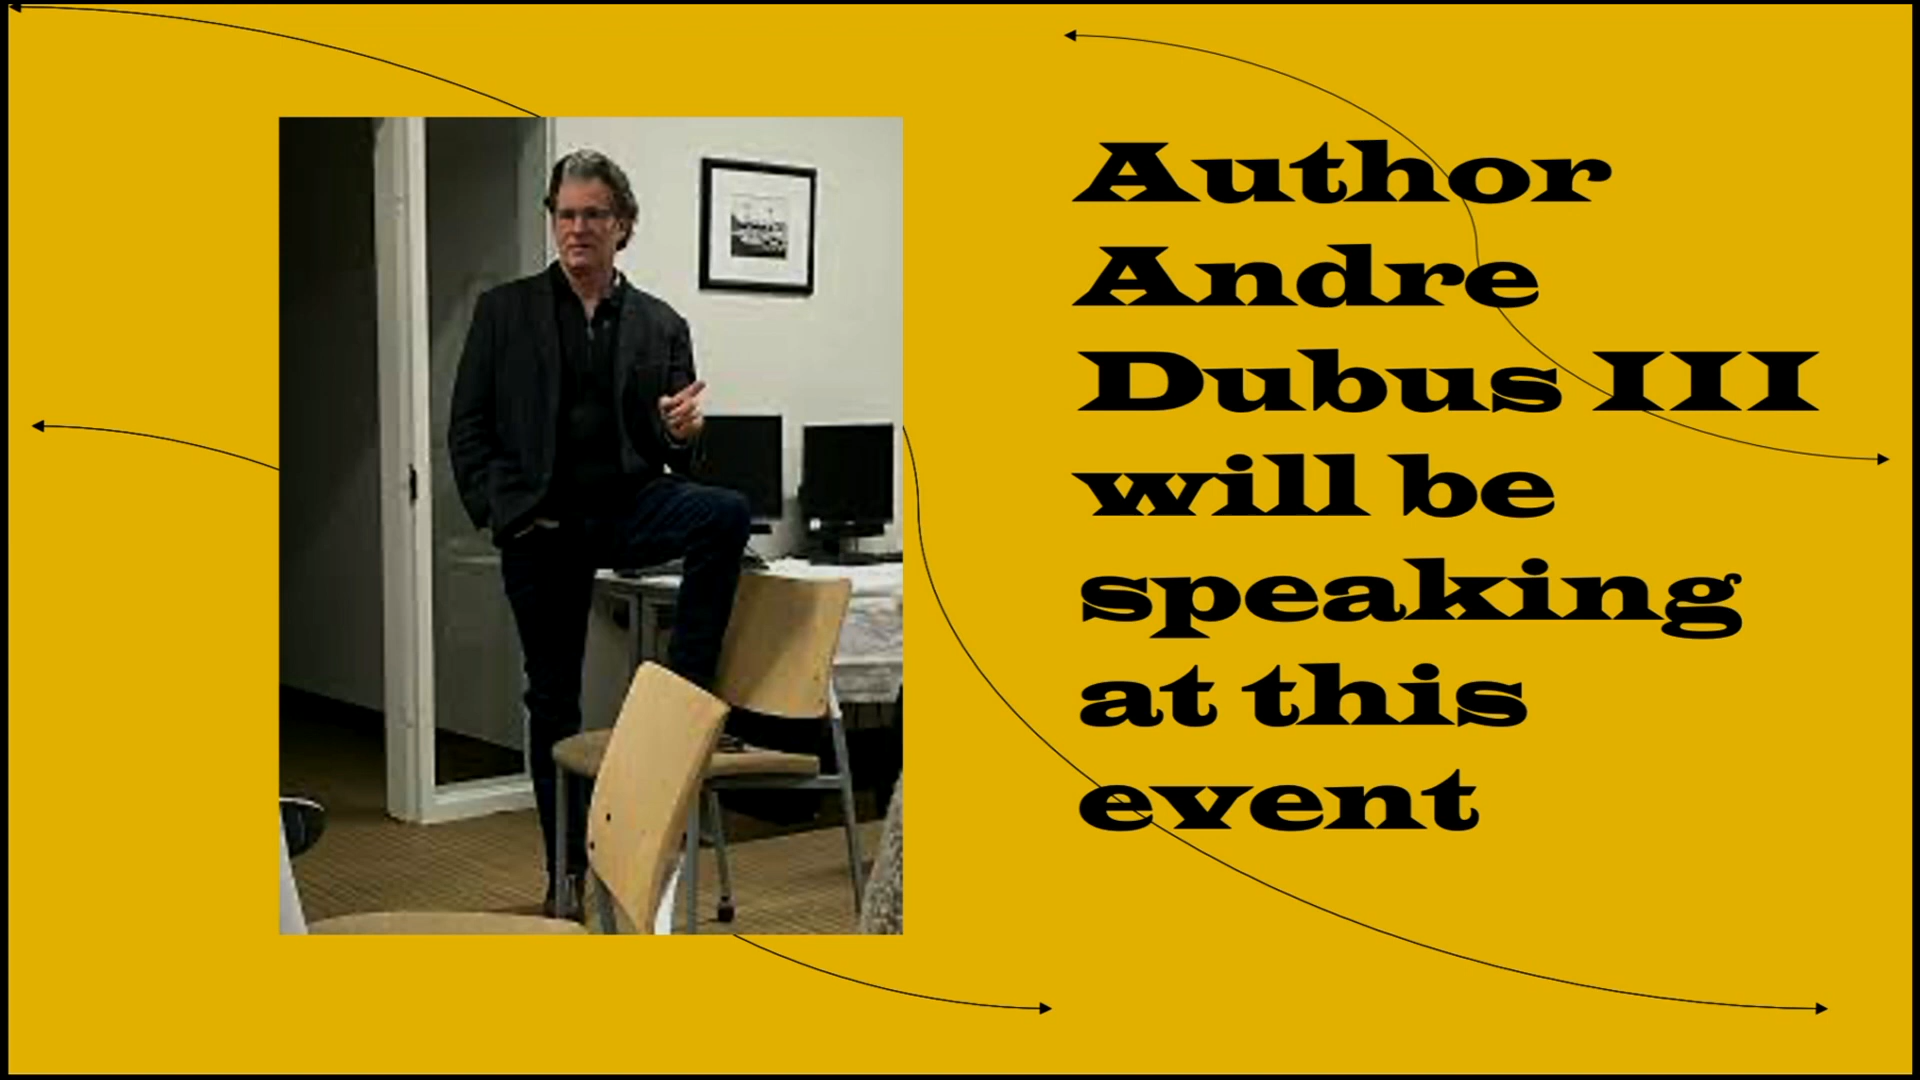 Author
Andre
Dubus III
will be
speaking
at this
event